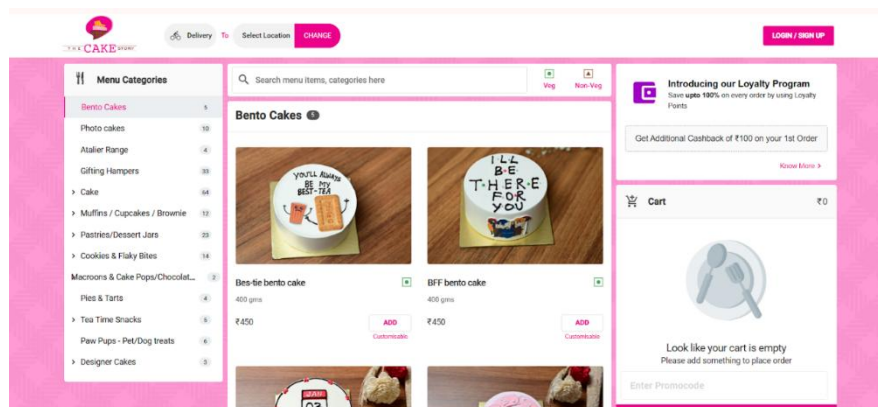 THE CAKE STORY
Delivery To Select Location CHANGE
LOGIN / SIGN UP
Menu Categories
Bento Cakes 5
Photo cakes 10
Atalier Range 4
Gifting Hampers 33
> Cake 64
> Muffins / Cupcakes / Brownie 12
> Pastries/Dessert Jars 23
> Cookies & Flaky Bites 14
Macroons & Cake Pops/Chocolat... 2
Pies & Tarts 4
> Tea Time Snacks 5
Paw Pups - Pet/Dog treats 6
> Designer Cakes 3
Search menu items, categories here
Veg Non-Veg
Bento Cakes 5
YOU'LL ALWAYS
BE MY
BEST-TEA
I'LL
B·E
T·H·E·R·E
F·O·R
Y·O·U
Bes-tie bento cake
400 gms
₹450 ADD
Customisable
BFF bento cake
400 gms
₹450 ADD
Customisable
JAN
03
Introducing our Loyalty Program
Save upto 100% on every order by using Loyalty
Points
Get Additional Cashback of ₹100 on your 1st Order
Know More >
Cart ₹0
Look like your cart is empty
Please add something to place order
Enter Promocode